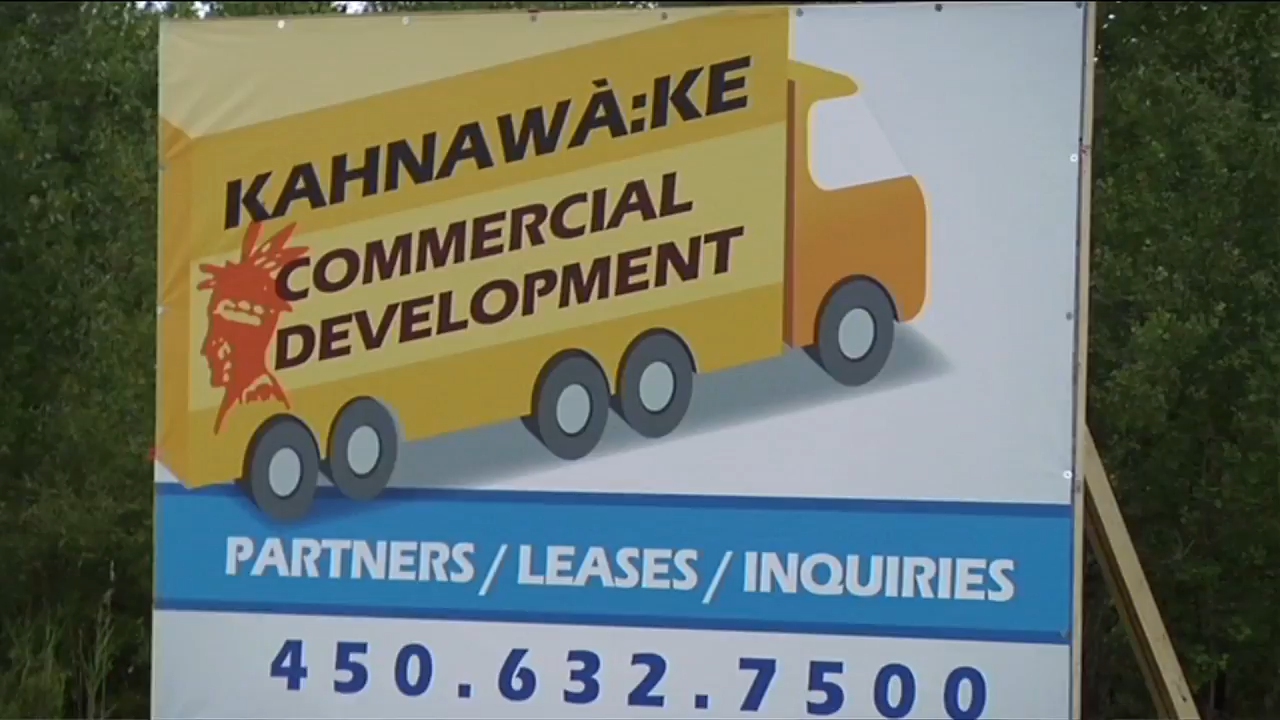 KAHNAWÀ:KE
COMMERCIAL
DEVELOPMENT
PARTNERS / LEASES / INQUIRIES
450.632.7500